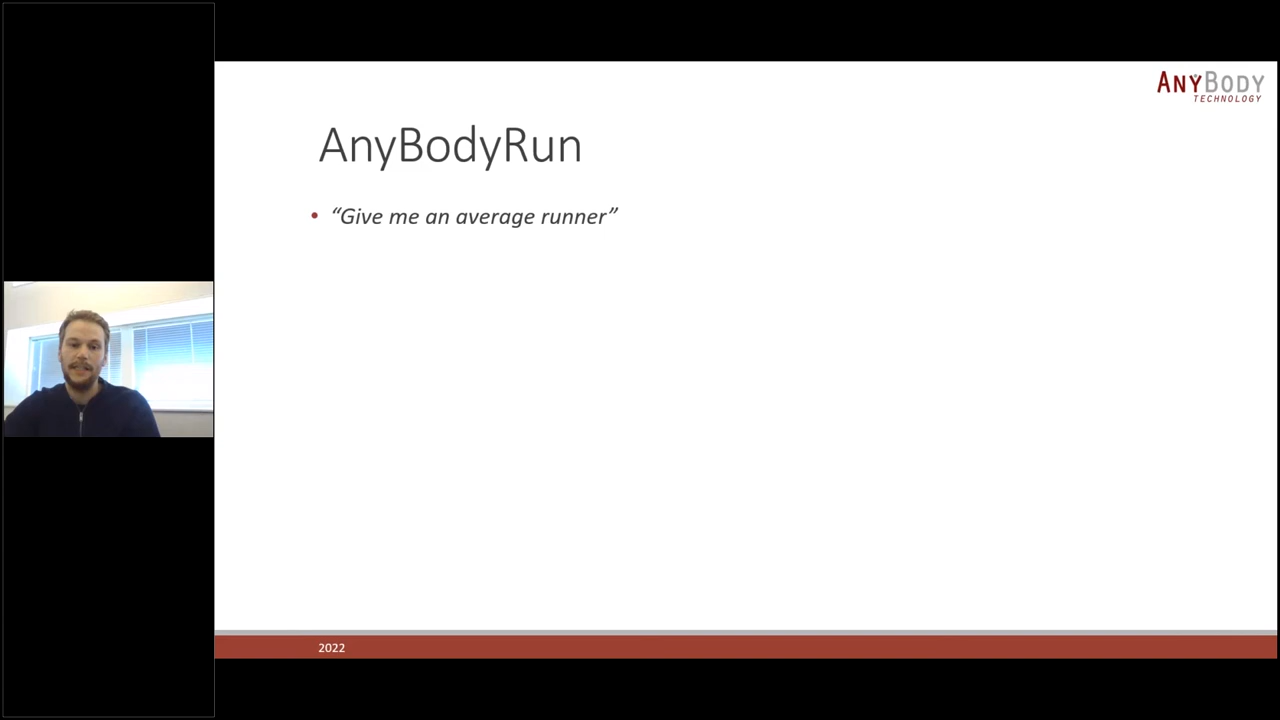 ANYBODY
TECHNOLOGY
AnyBodyRun
• “Give me an average runner”
2022